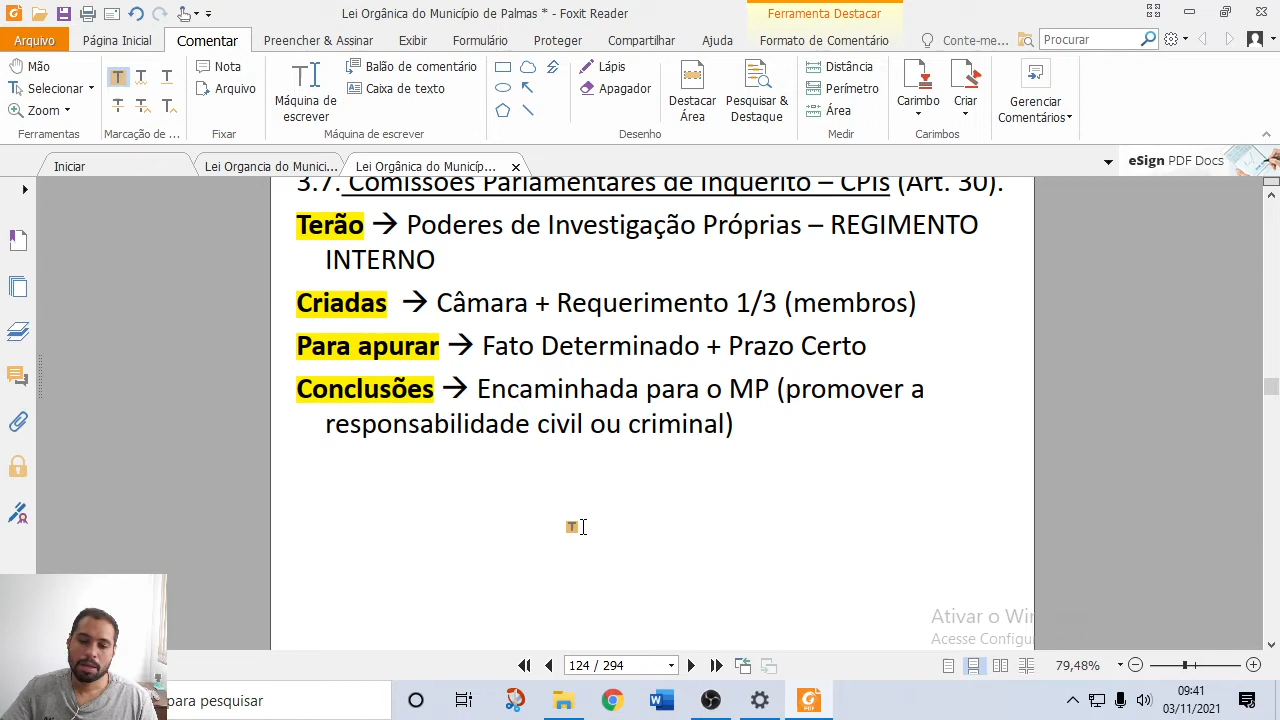 Lei Orgânica do Município de Palmas * - Foxit Reader
Ferramenta Destacar
Arquivo
Página Inicial
Comentar
Preencher & Assinar
Exibir
Formulário
Proteger
Compartilhar
Ajuda
Formato de Comentário
Conte-me...
Procurar
Mão
Selecionar
Zoom
Ferramentas
Marcação de ...
Nota
Arquivo
Fixar
Máquina de escrever
Balão de comentário
Caixa de texto
Máquina de escrever
Lápis
Apagador
Desenho
Destacar Área
Pesquisar & Destaque
Distância
Perímetro
Área
Medir
Carimbo
Criar
Carimbos
Gerenciar Comentários
Iniciar
Lei Organcia do Munici...
Lei Orgânica do Municíp...
eSign PDF Docs
3.7. Comissões Parlamentares de Inquérito – CPIs (Art. 30).
Terão → Poderes de Investigação Próprias – REGIMENTO
INTERNO
Criadas → Câmara + Requerimento 1/3 (membros)
Para apurar → Fato Determinado + Prazo Certo
Conclusões → Encaminhada para o MP (promover a
responsabilidade civil ou criminal)
Ativar o Wi
Acesse Configu
124 / 294
79,48%
para pesquisar
09:41
03/11/2021